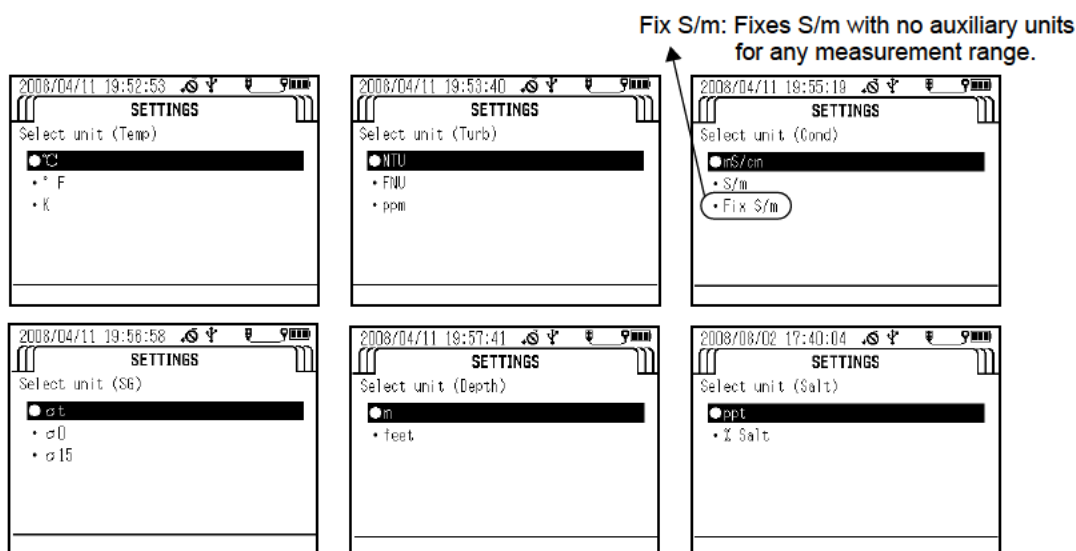 Fix S/m: Fixes S/m with no auxiliary units
for any measurement range.
2008/04/11 19:52:53
SETTINGS
Select unit (Temp)
℃
° F
K
2008/04/11 19:53:40
SETTINGS
Select unit (Turb)
NTU
FNU
ppm
2008/04/11 19:55:19
SETTINGS
Select unit (Cond)
mS/cm
S/m
Fix S/m
2008/04/11 19:56:58
SETTINGS
Select unit (SG)
σt
σ0
σ15
2008/04/11 19:57:41
SETTINGS
Select unit (Depth)
m
feet
2008/08/02 17:40:04
SETTINGS
Select unit (Salt)
ppt
% Salt